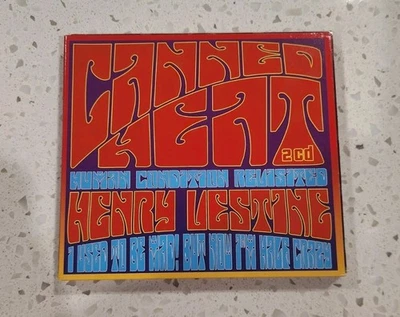 CANNED
HEAT
2 CD
HUMAN CONDITION REVISITED
HENRY VESTINE
I USED TO BE MAD! BUT NOW I'M HALF CRAZY